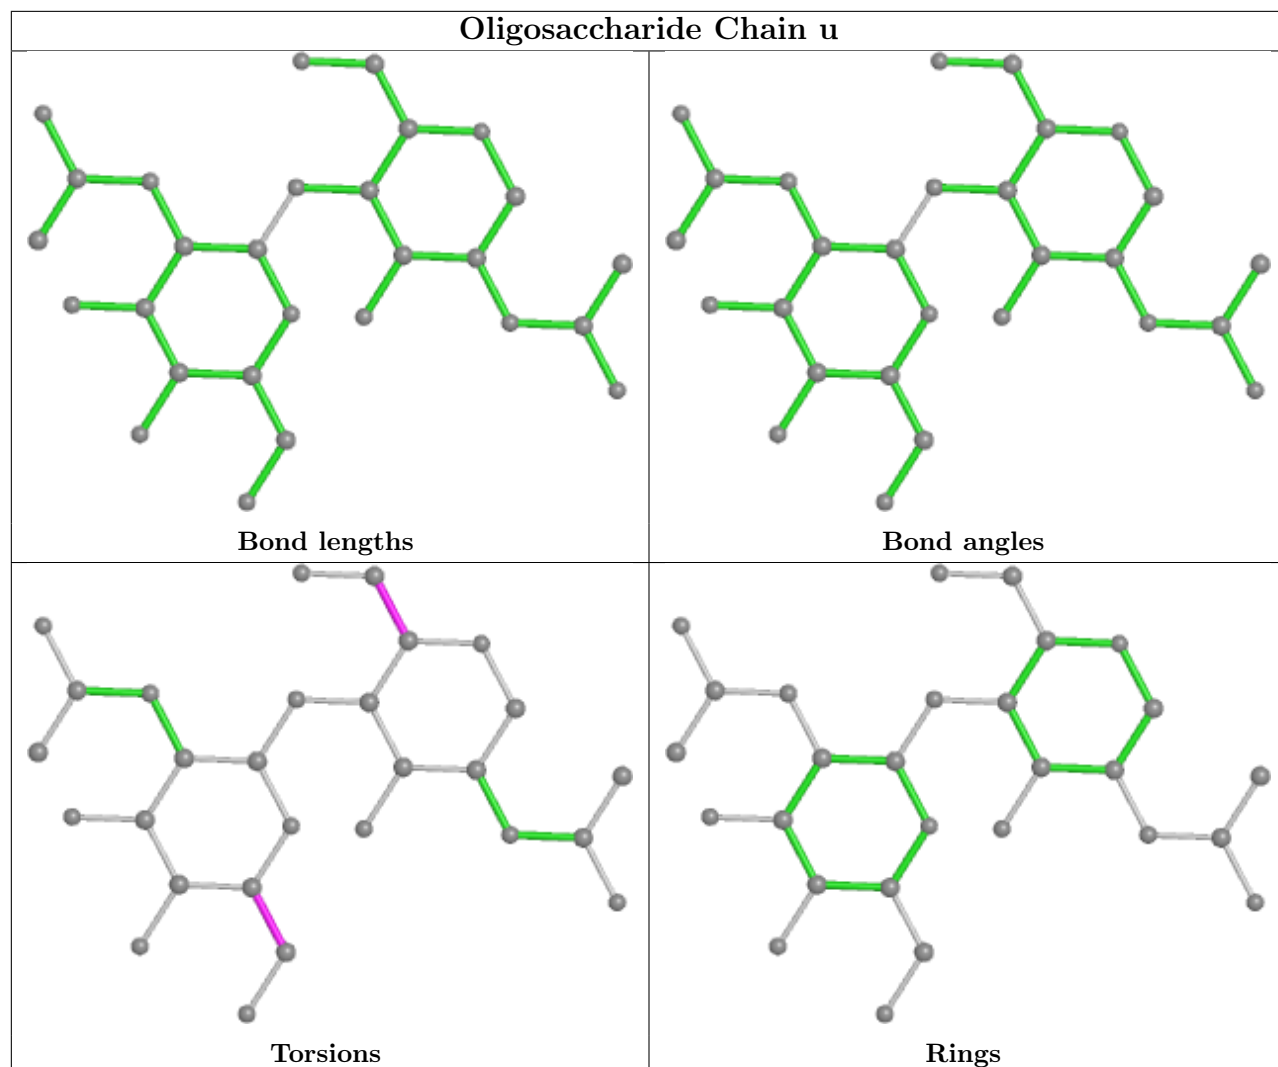 Oligosaccharide Chain u
Bond lengths
Bond angles
Torsions
Rings